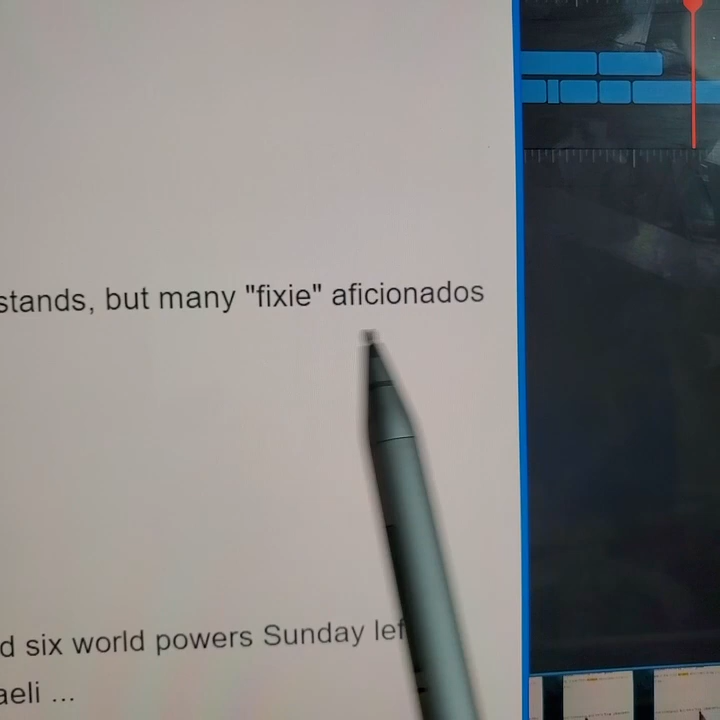 stands, but many "fixie" aficionados
d six world powers Sunday lef
aeli ...